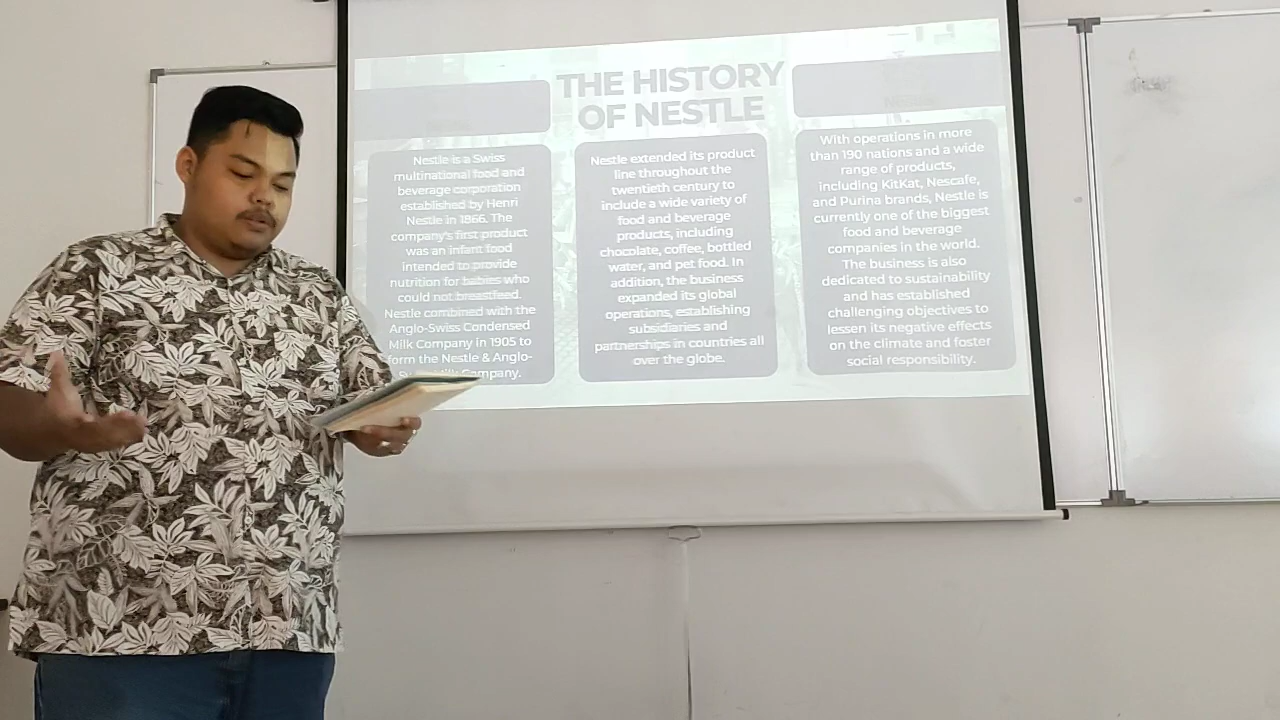 THE HISTORY
OF NESTLE
Nestle is a Swiss
multinational food and
beverage corporation
established by Henri
Nestle in 1866. The
company's first product
was an infant food
intended to provide
nutrition for babies who
could not breastfeed.
Nestle combined with the
Anglo-Swiss Condensed
Milk Company in 1905 to
form the Nestle & Anglo-
Company.
Nestle extended its product
line throughout the
twentieth century to
include a wide variety of
food and beverage
products, including
chocolate, coffee, bottled
water, and pet food. In
addition, the business
expanded its global
operations, establishing
subsidiaries and
partnerships in countries all
over the globe.
With operations in more
than 190 nations and a wide
range of products,
including KitKat, Nescafe,
and Purina brands, Nestle is
currently one of the biggest
food and beverage
companies in the world.
The business is also
dedicated to sustainability
and has established
challenging objectives to
lessen its negative effects
on the climate and foster
social responsibility.